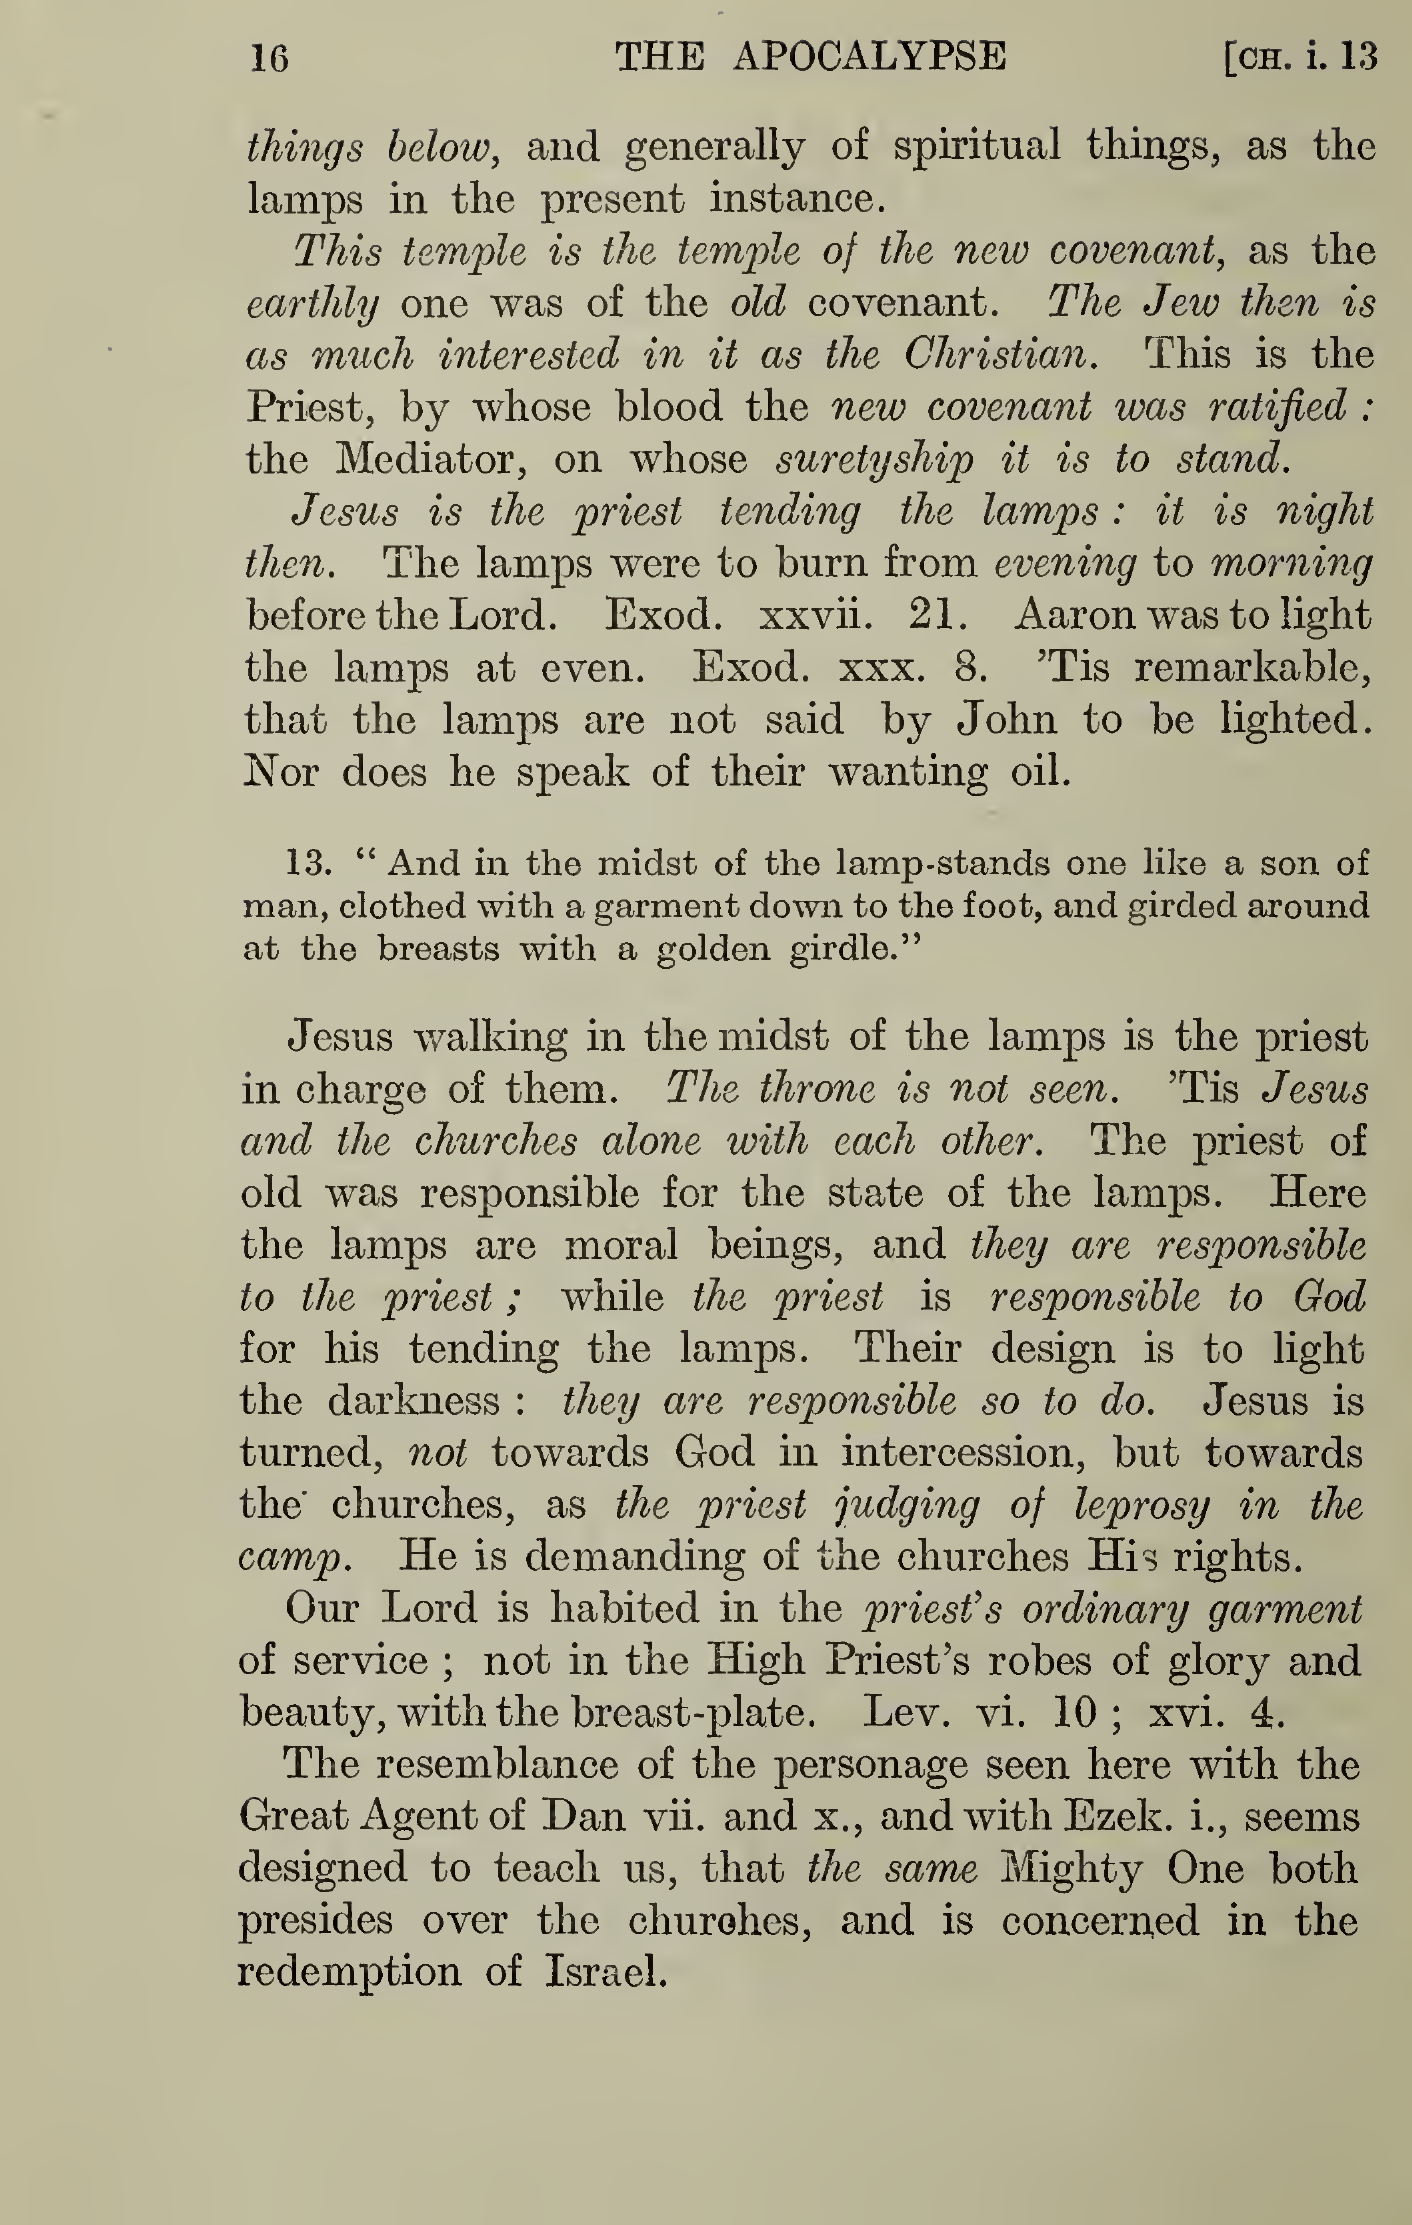 16 THE APOCALYPSE [CH. i. 13
things below, and generally of spiritual things, as the
lamps in the present instance.
This temple is the temple of the new covenant, as the
earthly one was of the old covenant. The Jew then is
as much interested in it as the Christian. This is the
Priest, by whose blood the new covenant was ratified :
the Mediator, on whose suretyship it is to stand.
Jesus is the priest tending the lamps : it is night
then. The lamps were to burn from evening to morning
before the Lord. Exod. xxvii. 21. Aaron was to light
the lamps at even. Exod. xxx. 8. ’Tis remarkable,
that the lamps are not said by John to be lighted.
Nor does he speak of their wanting oil.
13. “ And in the midst of the lamp-stands one like a son of
man, clothed with a garment down to the foot, and girded around
at the breasts with a golden girdle.”
Jesus walking in the midst of the lamps is the priest
in charge of them. The throne is not seen. ’Tis Jesus
and the churches alone with each other. The priest of
old was responsible for the state of the lamps. Here
the lamps are moral beings, and they are responsible
to the priest ; while the priest is responsible to God
for his tending the lamps. Their design is to light
the darkness : they are responsible so to do. Jesus is
turned, not towards God in intercession, but towards
the churches, as the priest judging of leprosy in the
camp. He is demanding of the churches His rights.
Our Lord is habited in the priest’s ordinary garment
of service ; not in the High Priest’s robes of glory and
beauty, with the breast-plate. Lev. vi. 10 ; xvi. 4.
The resemblance of the personage seen here with the
Great Agent of Dan vii. and x., and with Ezek. i., seems
designed to teach us, that the same Mighty One both
presides over the churches, and is concerned in the
redemption of Israel.